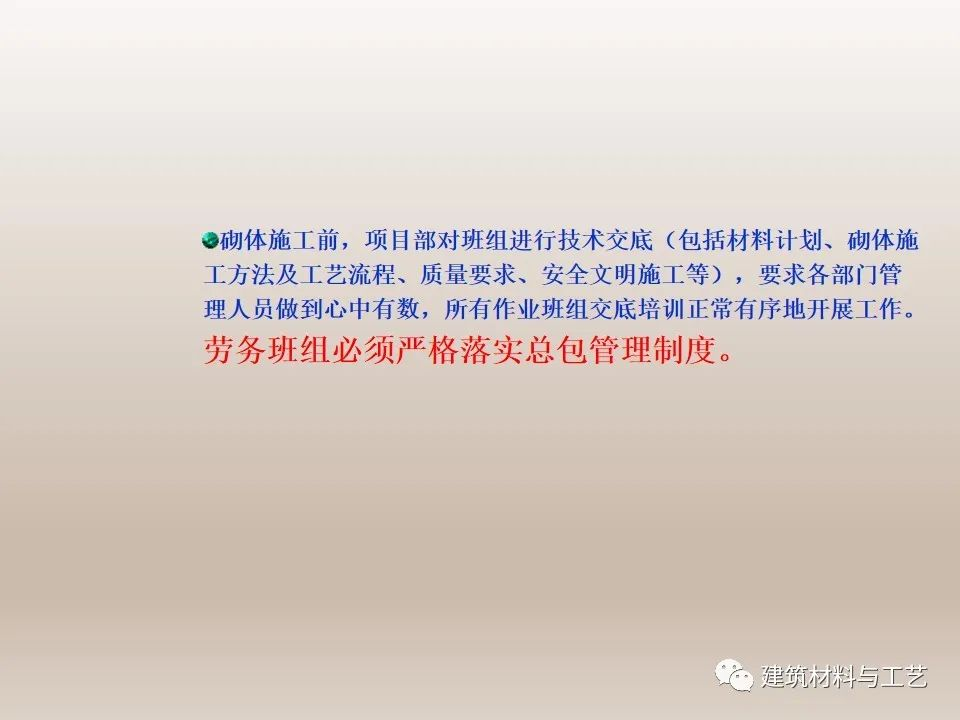 砌体施工前，项目部对班组进行技术交底（包括材料计划、砌体施
工方法及工艺流程、质量要求、安全文明施工等），要求各部门管
理人员做到心中有数，所有作业班组交底培训正常有序地开展工作。
劳务班组必须严格落实总包管理制度。
建筑材料与工艺